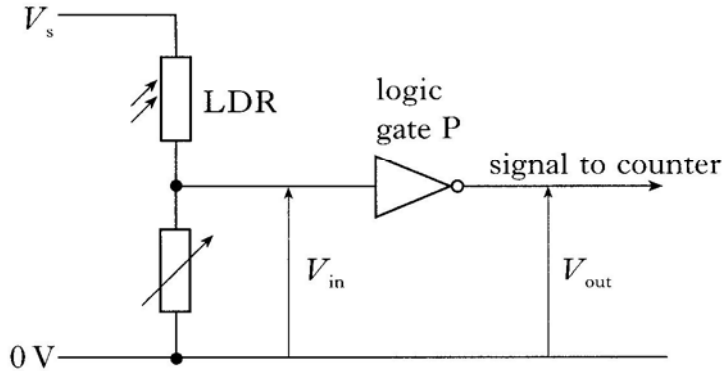 Vs
LDR
logic
gate P
signal to counter
Vin
Vout
0 V